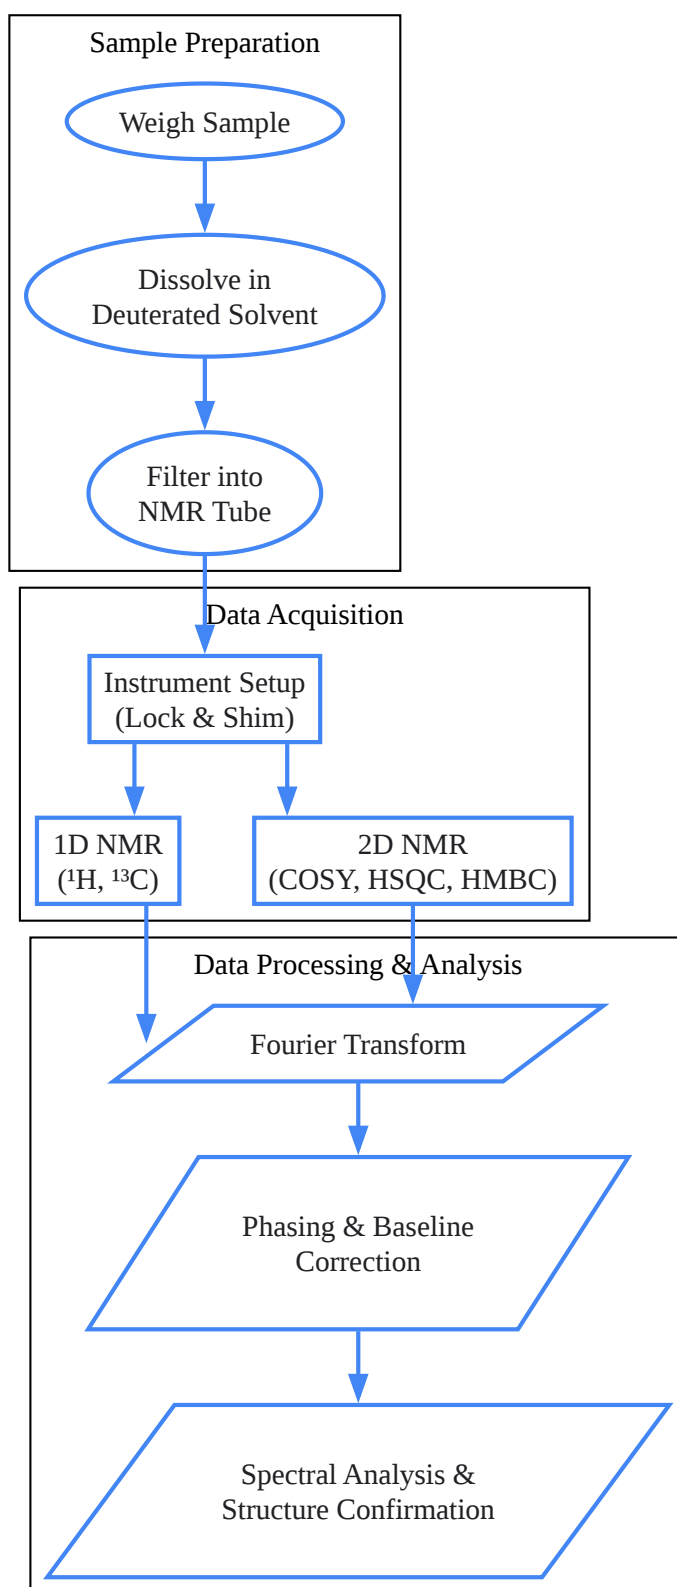 Sample Preparation
Weigh Sample
Dissolve in
Deuterated Solvent
Filter into
NMR Tube
Data Acquisition
Instrument Setup
(Lock & Shim)
1D NMR
(¹H, ¹³C)
2D NMR
(COSY, HSQC, HMBC)
Data Processing & Analysis
Fourier Transform
Phasing & Baseline
Correction
Spectral Analysis &
Structure Confirmation